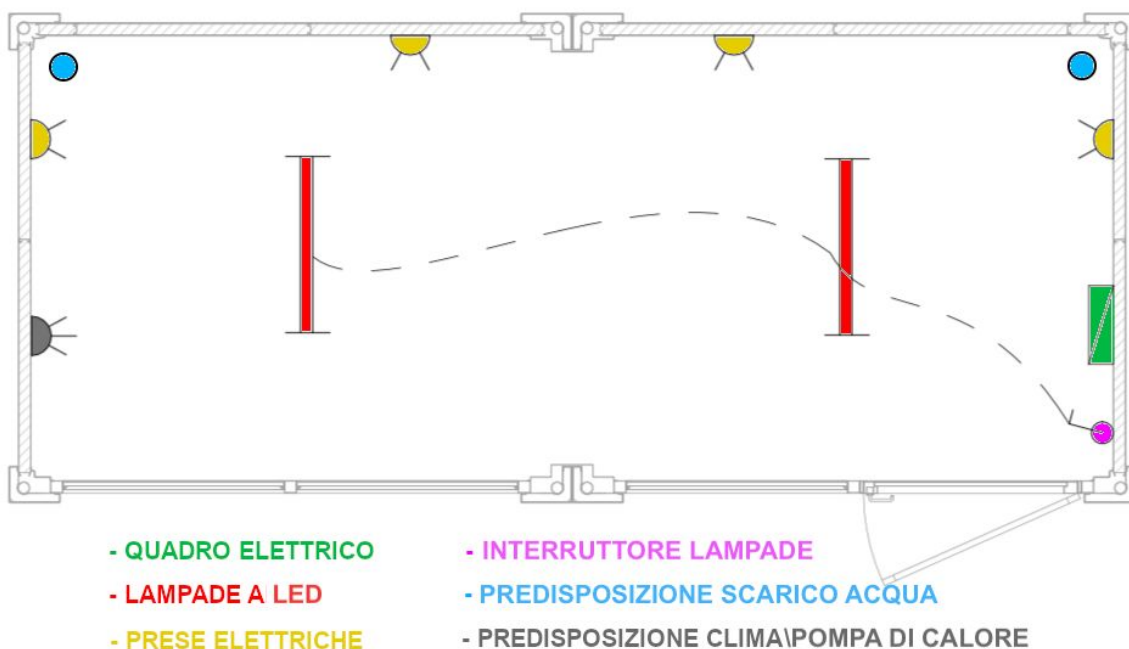 - QUADRO ELETTRICO
- INTERRUTTORE LAMPADE
- LAMPADE A LED
- PREDISPOSIZIONE SCARICO ACQUA
- PRESE ELETTRICHE
- PREDISPOSIZIONE CLIMA\POMPA DI CALORE